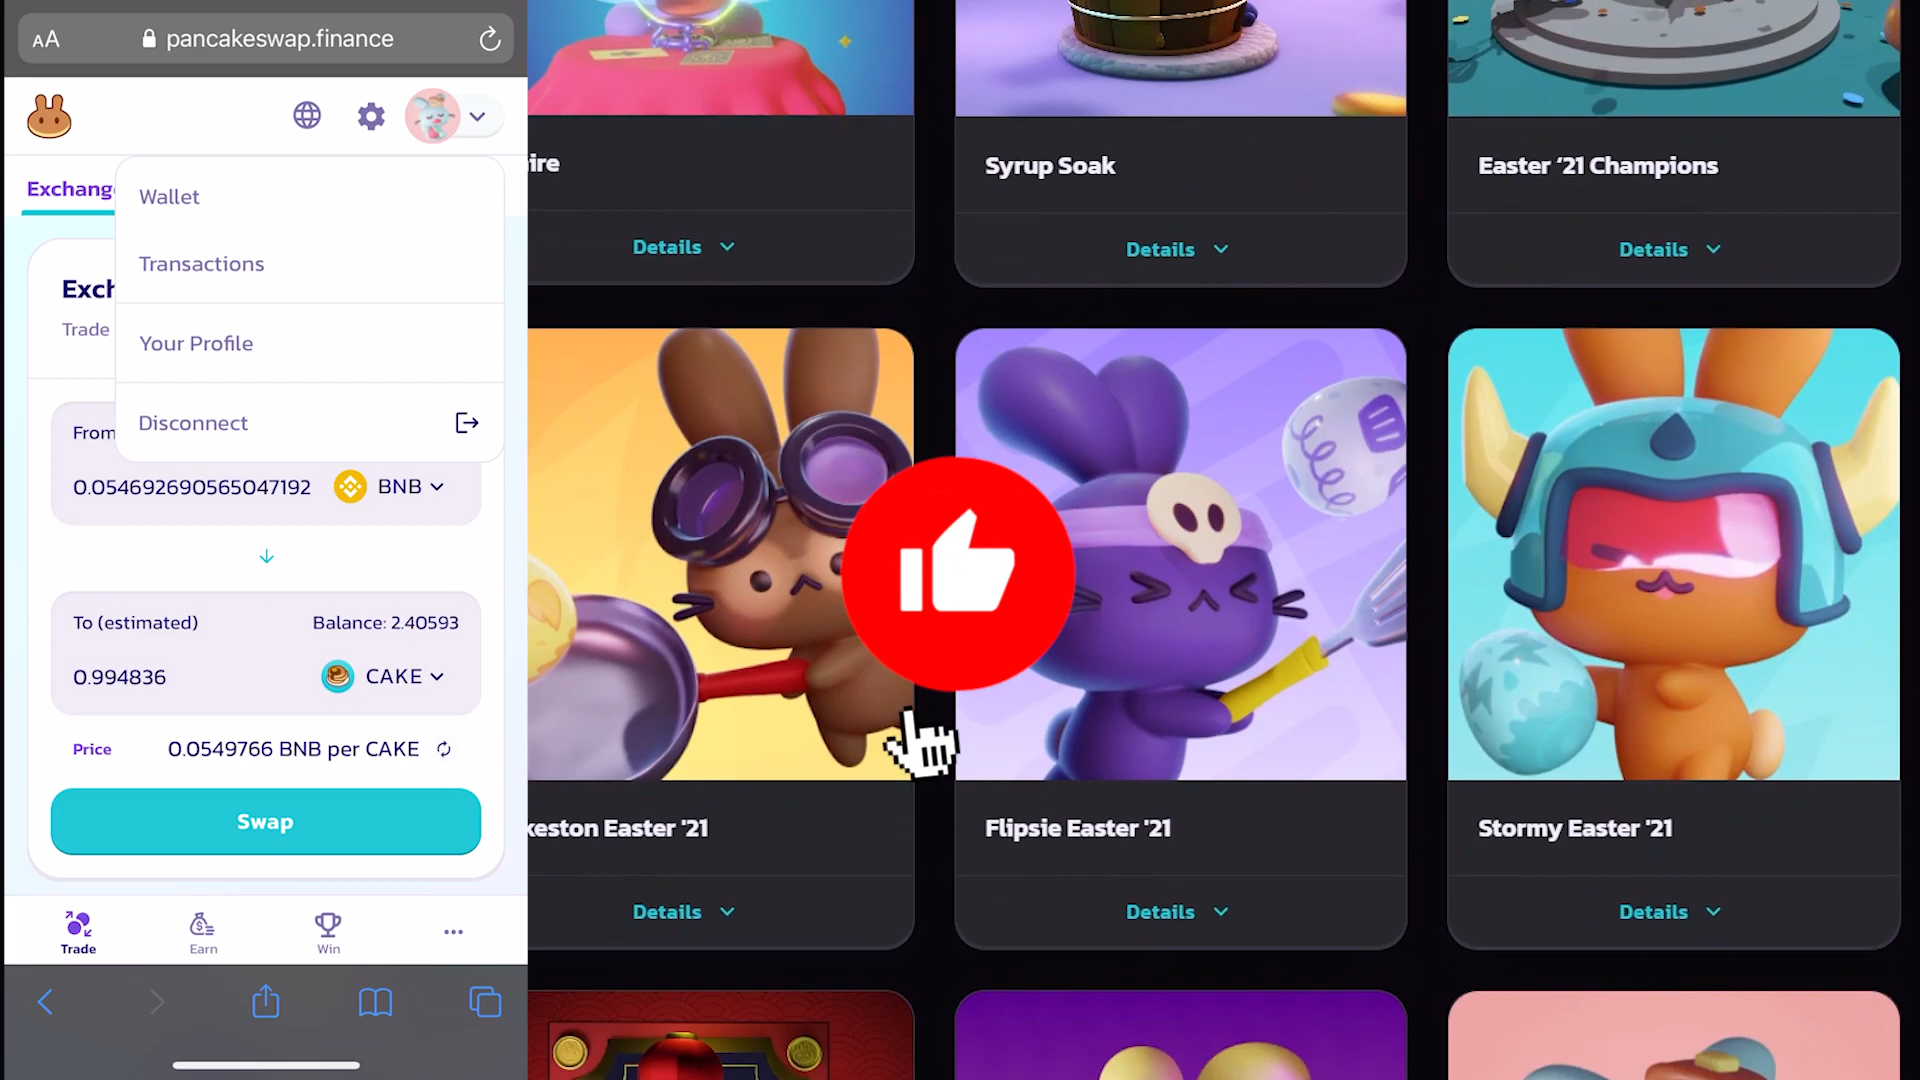 AA
pancakeswap.finance
Exchang
Wallet
Transactions
Your Profile
Disconnect
Exch
Trade
From
0.054692690565047192
BNB
To (estimated)
Balance: 2.40593
0.994836
CAKE
Price
0.0549766 BNB per CAKE
Swap
Trade
Earn
Win
ire
Details
Syrup Soak
Details
Easter ‘21 Champions
Details
keston Easter '21
Details
Flipsie Easter '21
Details
Stormy Easter '21
Details